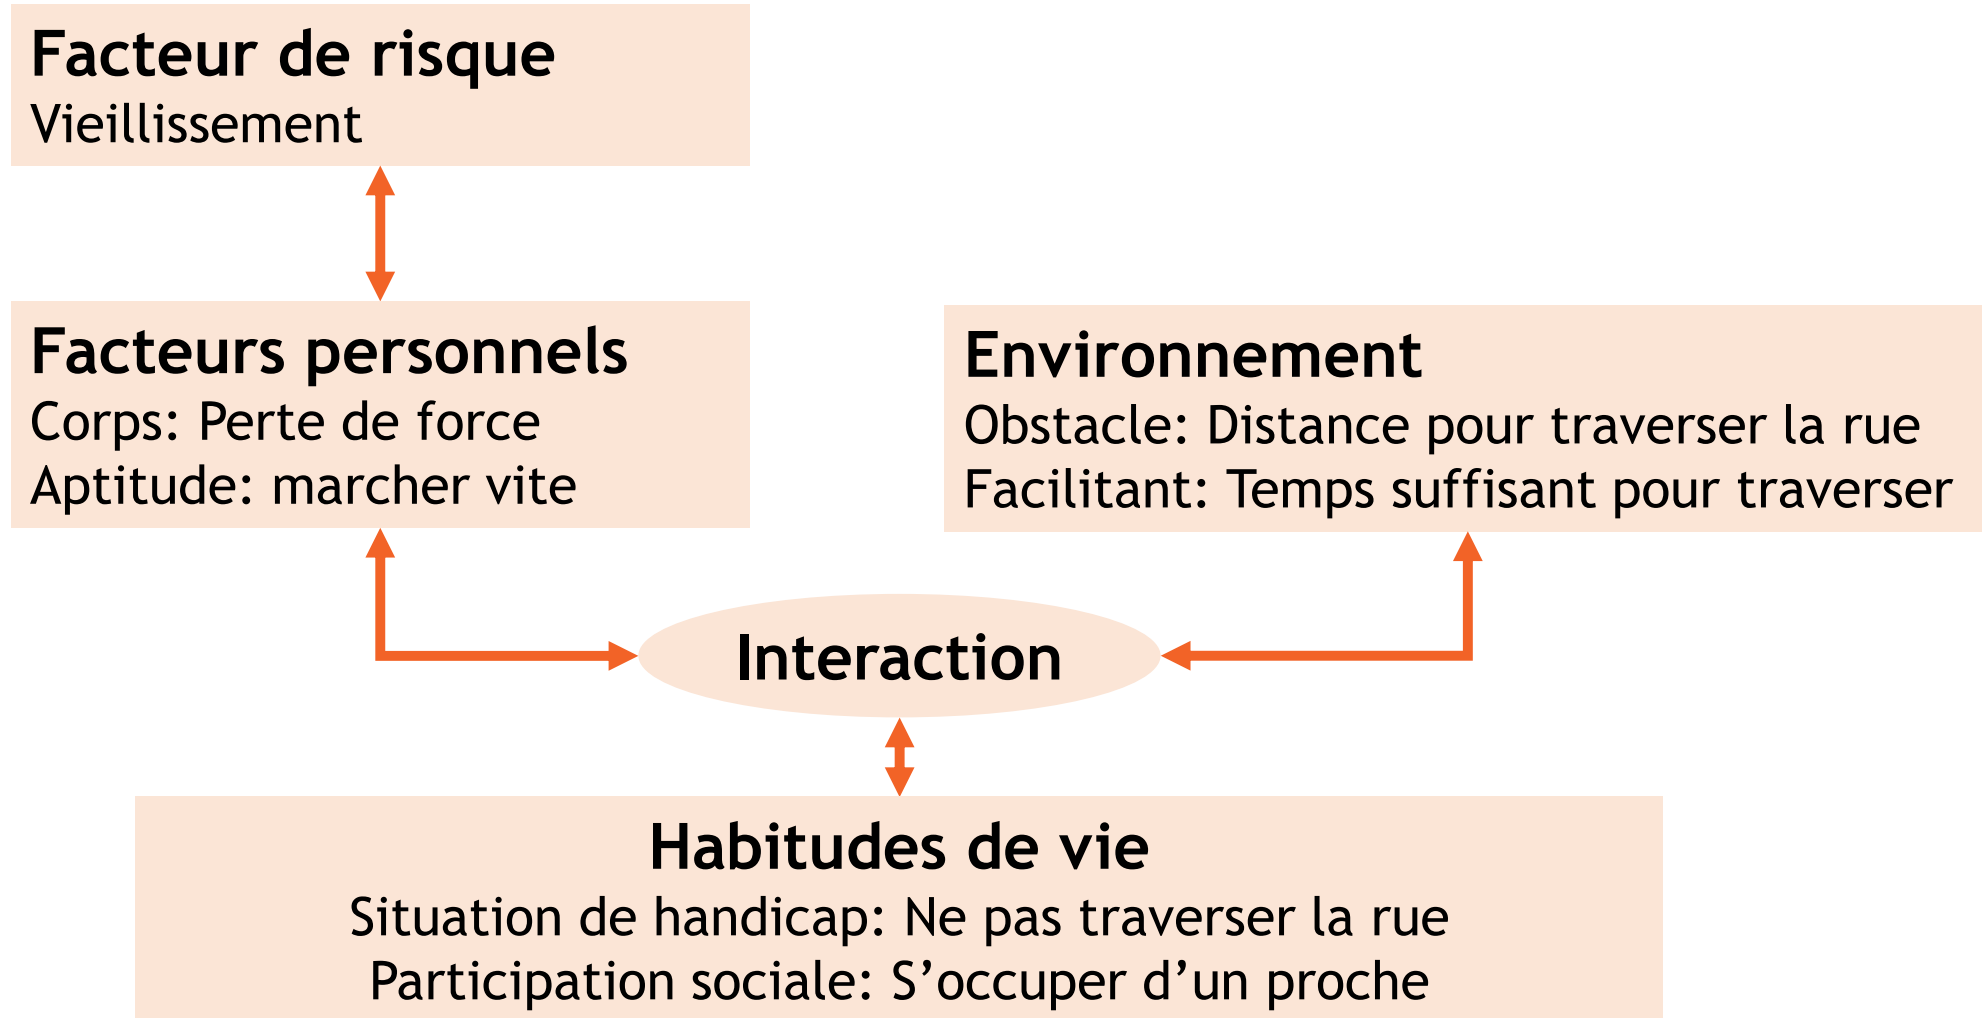 Facteur de risque
Vieillissement
Facteurs personnels
Corps: Perte de force
Aptitude: marcher vite
Environnement
Obstacle: Distance pour traverser la rue
Facilitant: Temps suffisant pour traverser
Interaction
Habitudes de vie
Situation de handicap: Ne pas traverser la rue
Participation sociale: S’occuper d’un proche